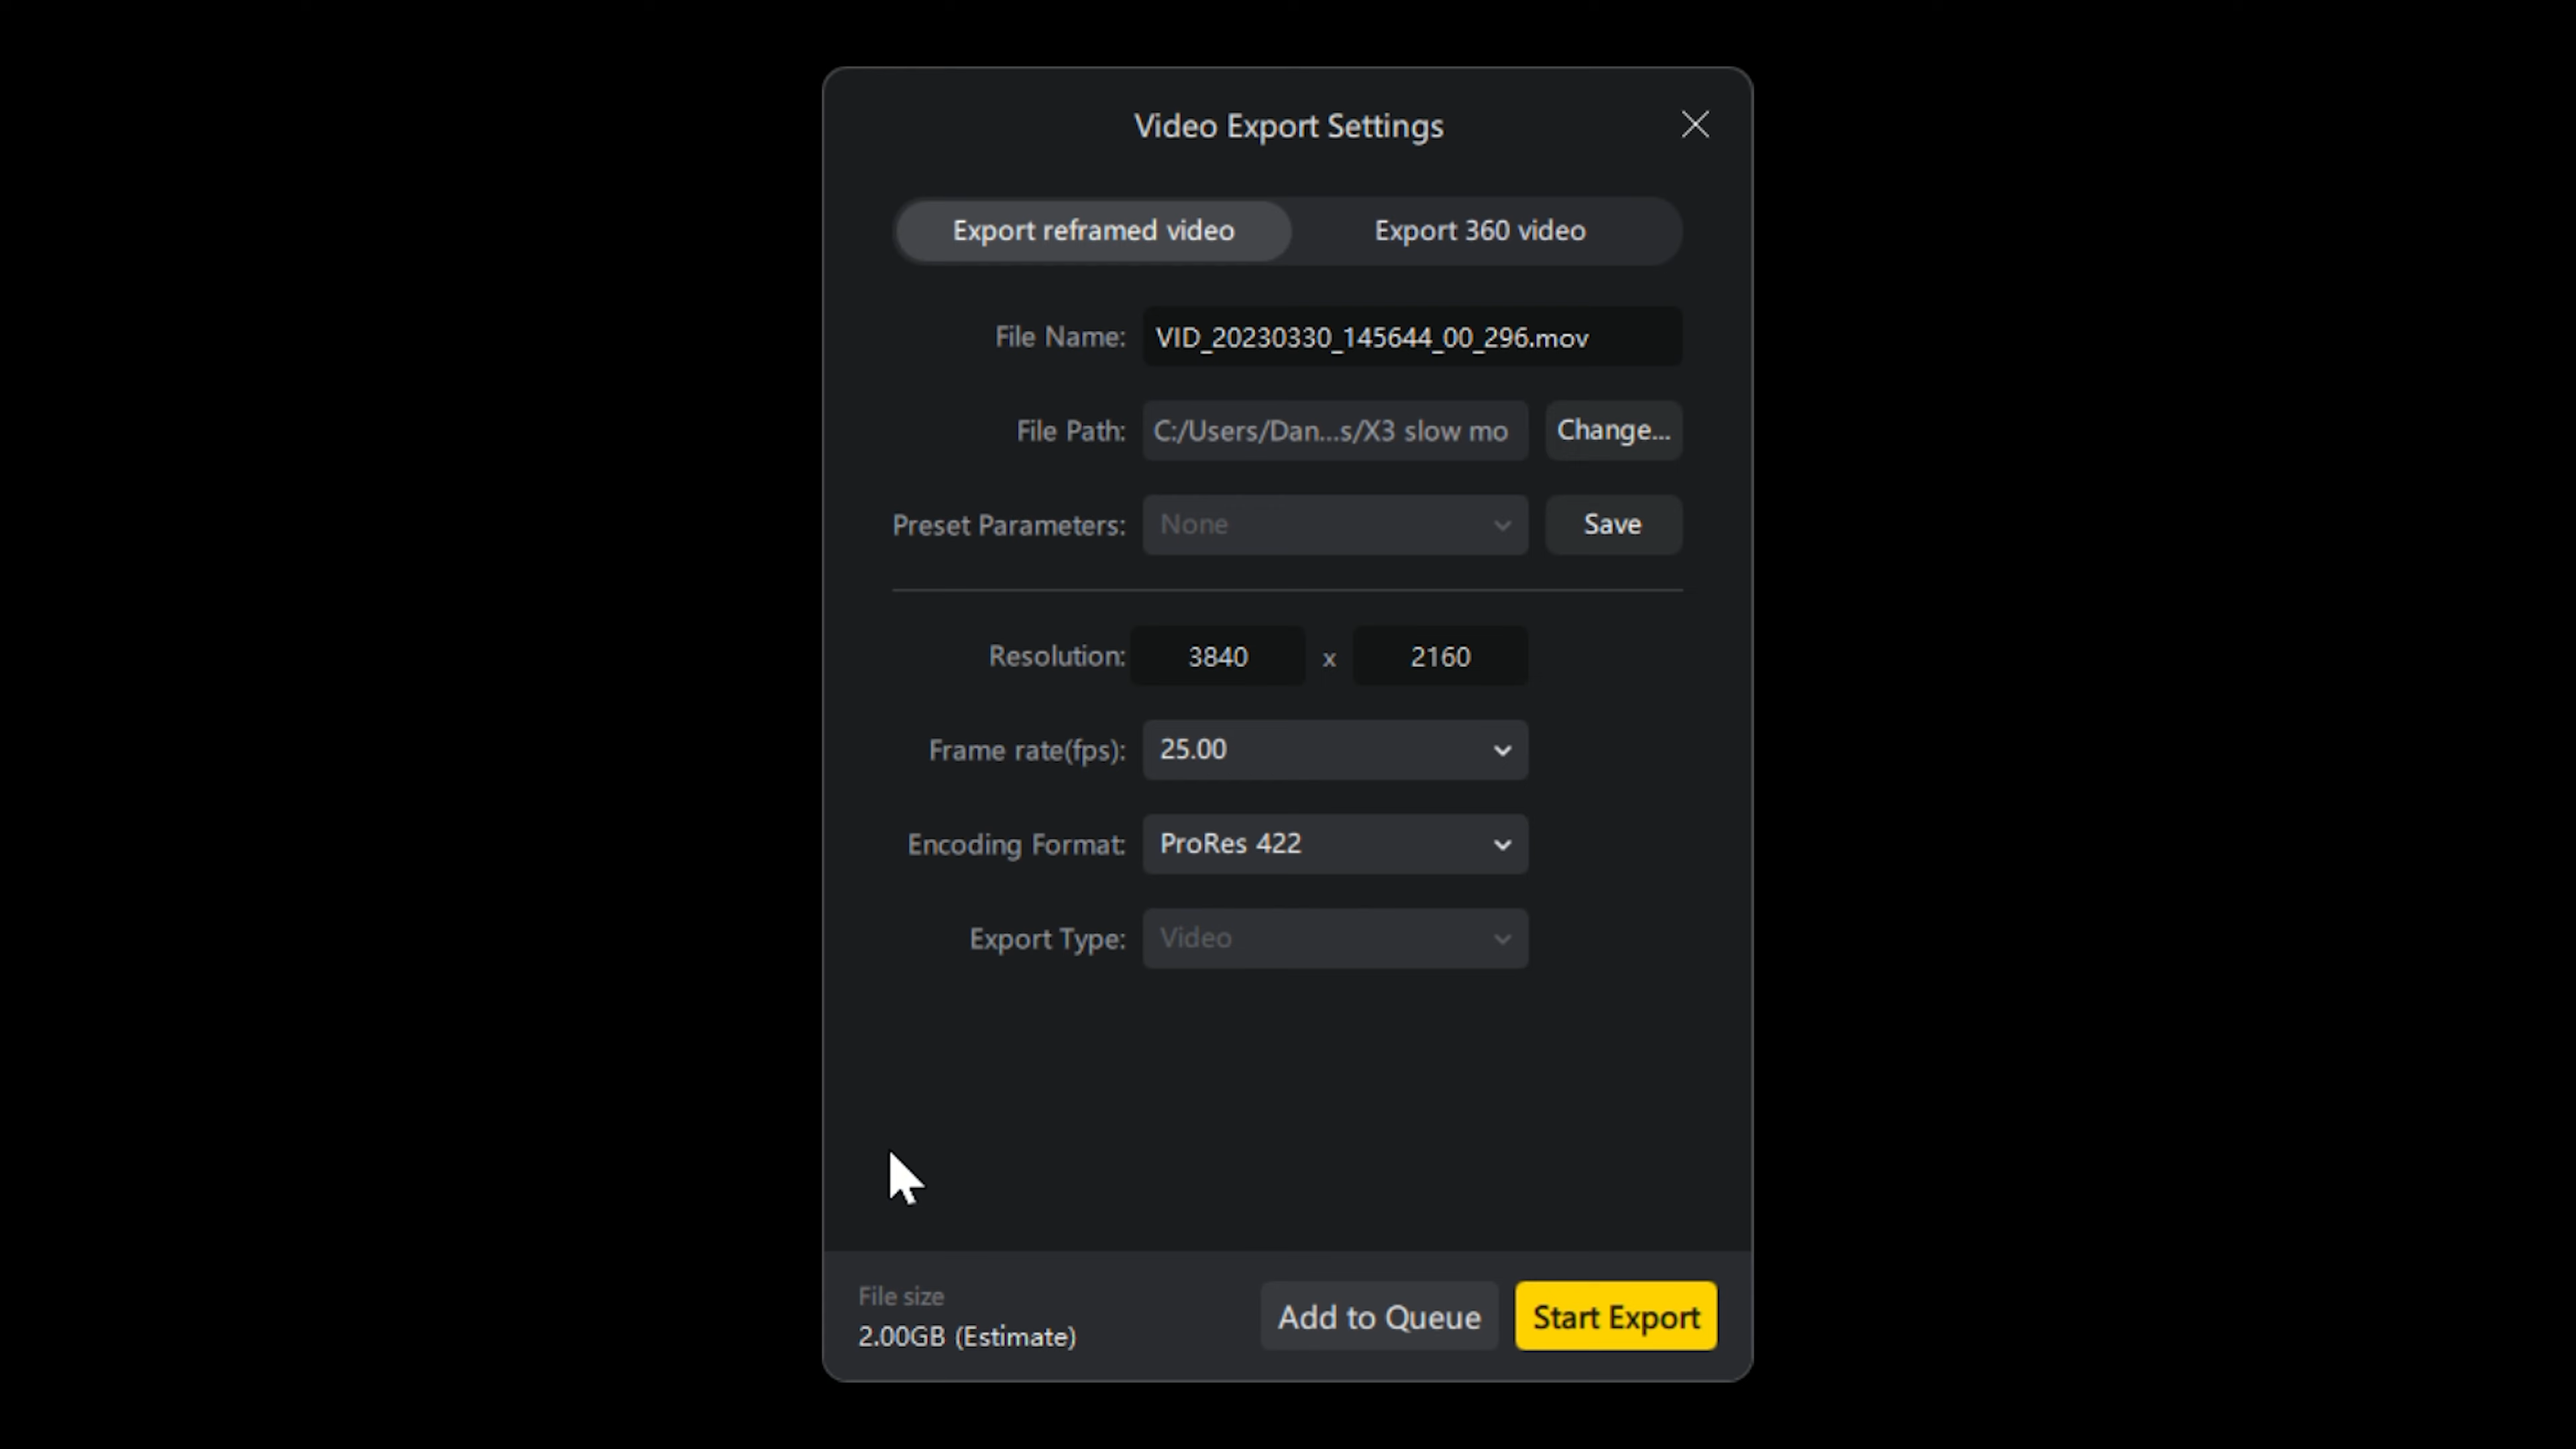 Video Export Settings
Export reframed video Export 360 video
File Name: VID_20230330_145644_00_296.mov
File Path: C:/Users/Dan...s/X3 slow mo Change...
Preset Parameters: None Save
Resolution: 3840 x 2160
Frame rate(fps): 25.00
Encoding Format: ProRes 422
Export Type: Video
File size
2.00GB (Estimate)
Add to Queue Start Export